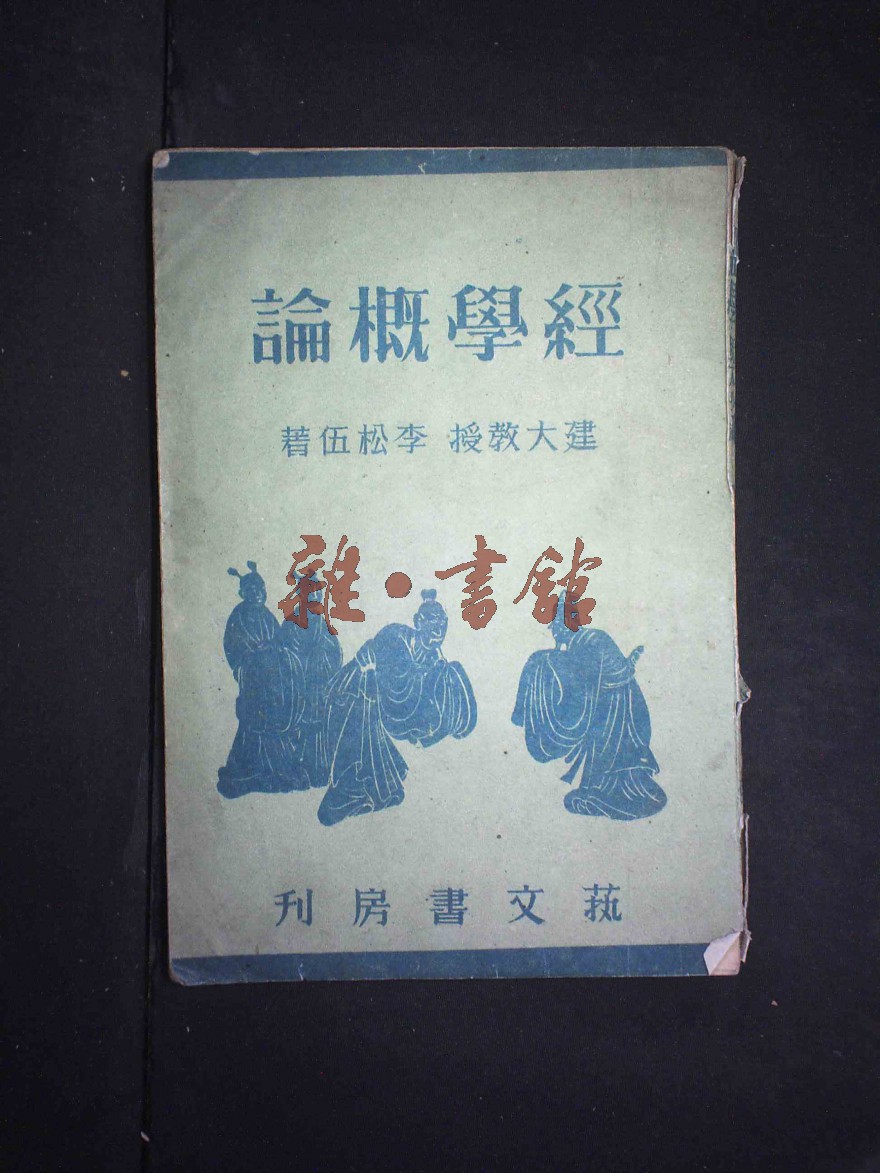 經學概論
建大教授 李松伍著
雜·書館
蓺文書房刊